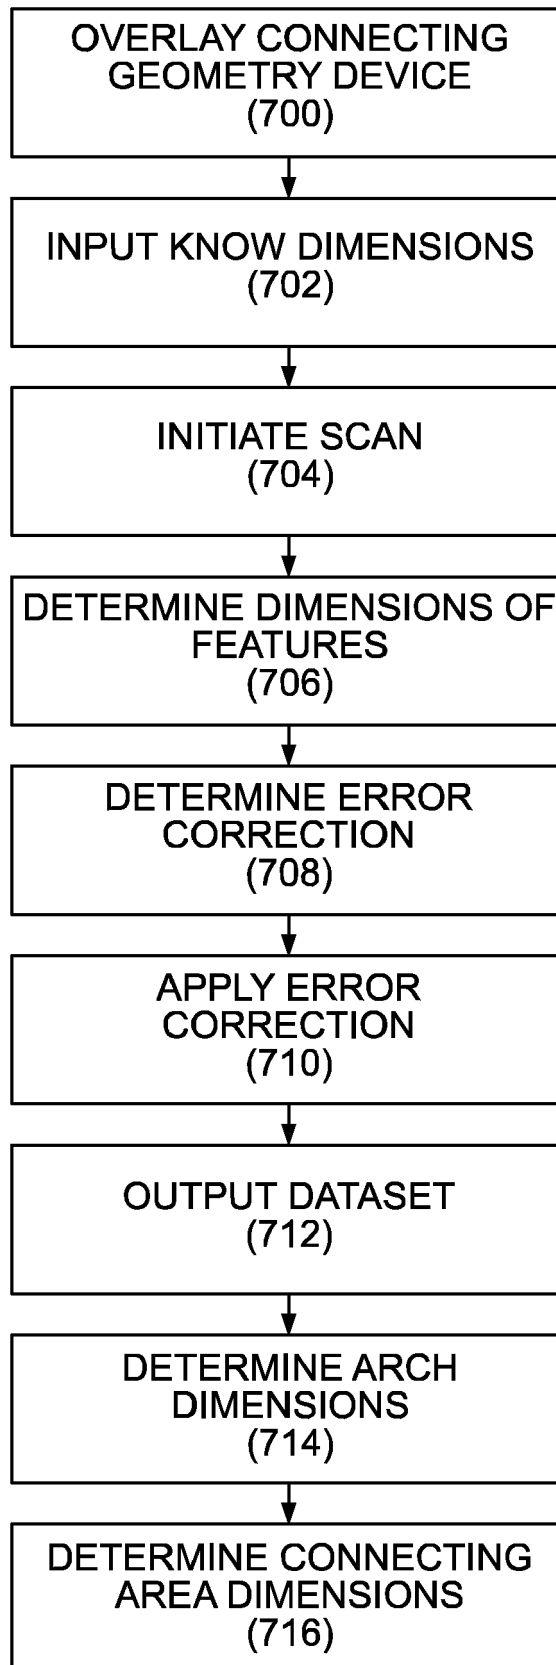 OVERLAY CONNECTING
GEOMETRY DEVICE
(700)
INPUT KNOW DIMENSIONS
(702)
INITIATE SCAN
(704)
DETERMINE DIMENSIONS OF
FEATURES
(706)
DETERMINE ERROR
CORRECTION
(708)
APPLY ERROR
CORRECTION
(710)
OUTPUT DATASET
(712)
DETERMINE ARCH
DIMENSIONS
(714)
DETERMINE CONNECTING
AREA DIMENSIONS
(716)